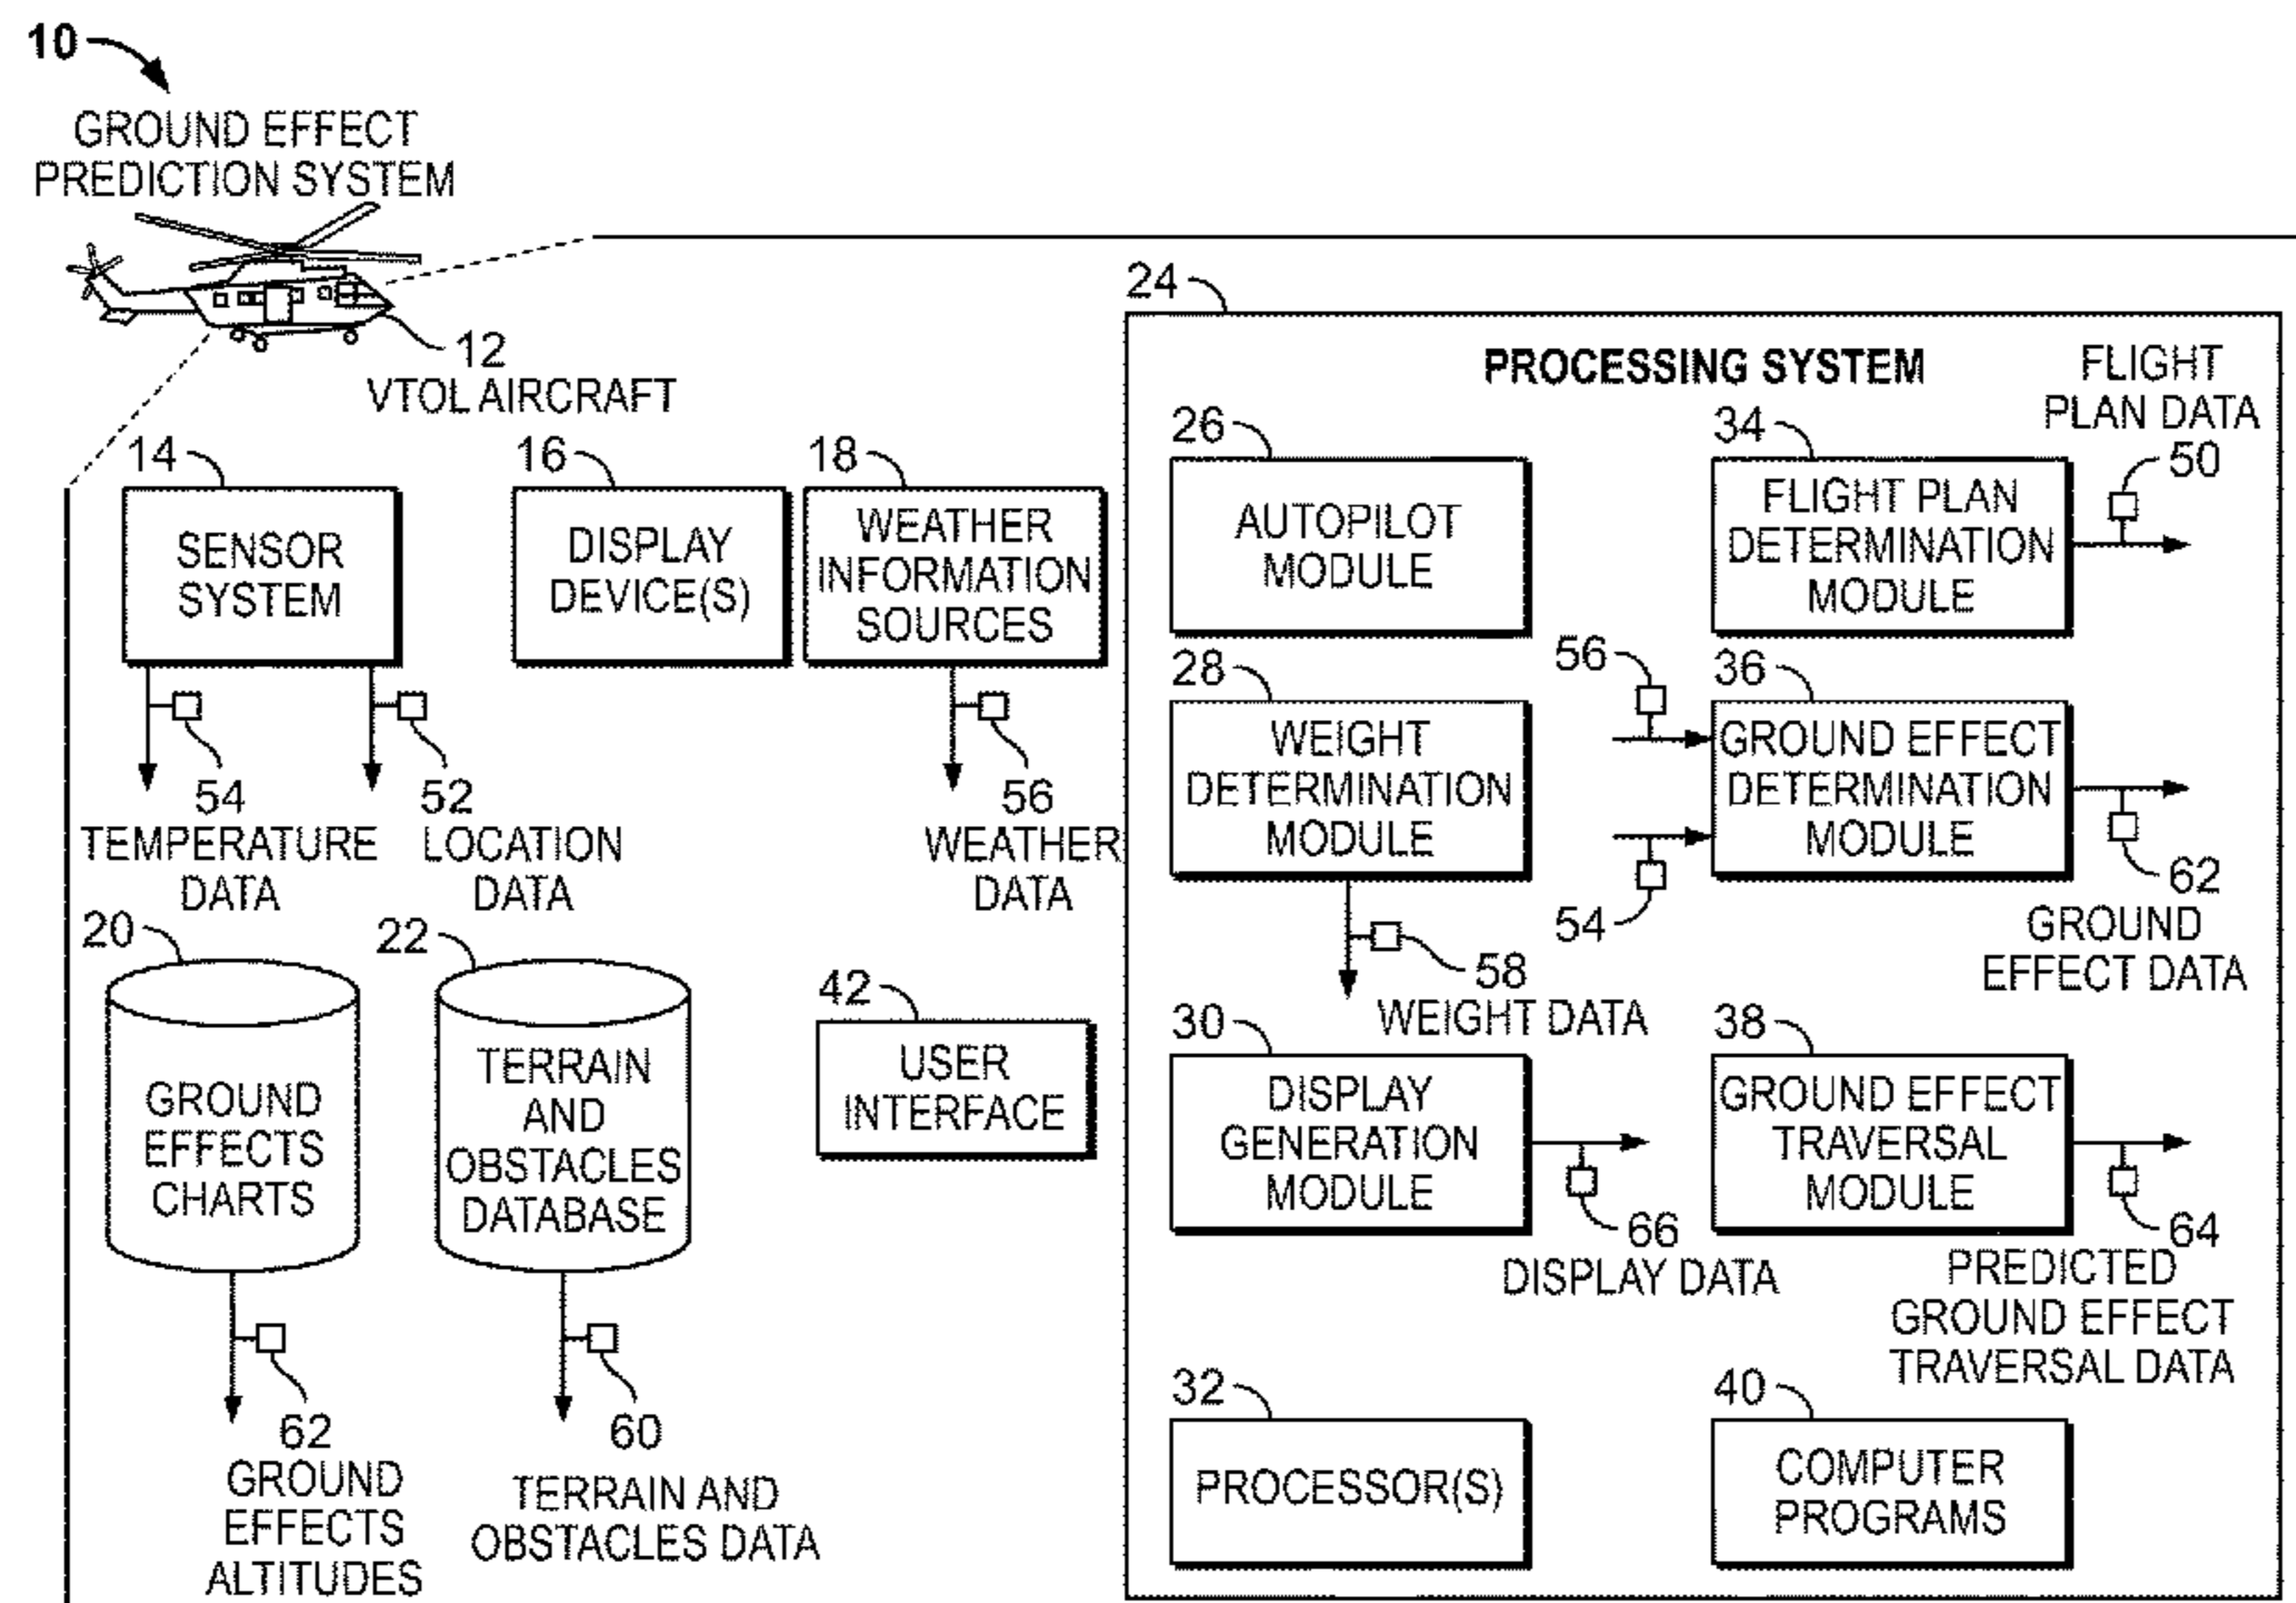 10
GROUND EFFECT
PREDICTION SYSTEM
12
VTOL AIRCRAFT
14
SENSOR
SYSTEM
16
DISPLAY
DEVICE(S)
18
WEATHER
INFORMATION
SOURCES
54
TEMPERATURE
DATA
52
LOCATION
DATA
56
WEATHER
DATA
20
GROUND
EFFECTS
CHARTS
22
TERRAIN
AND
OBSTACLES
DATABASE
42
USER
INTERFACE
62
GROUND
EFFECTS
ALTITUDES
60
TERRAIN AND
OBSTACLES DATA
24
PROCESSING SYSTEM
26
AUTOPILOT
MODULE
34
FLIGHT PLAN
DETERMINATION
MODULE
FLIGHT
PLAN DATA
50
28
WEIGHT
DETERMINATION
MODULE
58
WEIGHT DATA
56
54
36
GROUND EFFECT
DETERMINATION
MODULE
62
GROUND
EFFECT DATA
30
DISPLAY
GENERATION
MODULE
66
DISPLAY DATA
38
GROUND EFFECT
TRAVERSAL
MODULE
64
PREDICTED
GROUND EFFECT
TRAVERSAL DATA
32
PROCESSOR(S)
40
COMPUTER
PROGRAMS